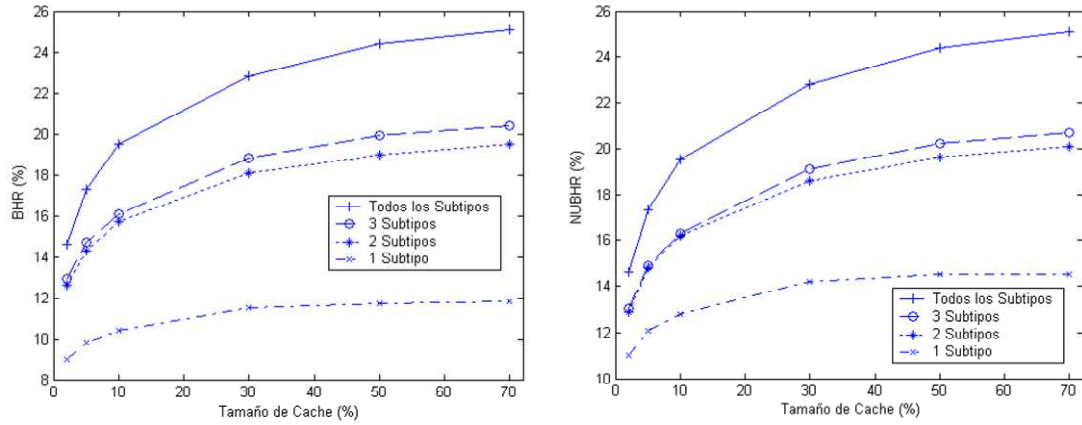 26
24
22
20
18
16
14
12
10
8
BHR (%)
0 10 20 30 40 50 60 70
Tamaño de Cache (%)
Todos los Subtipos
3 Subtipos
2 Subtipos
1 Subtipo
26
24
22
20
18
16
14
12
10
NUBHR (%)
0 10 20 30 40 50 60 70
Tamaño de Cache (%)
Todos los Subtipos
3 Subtipos
2 Subtipos
1 Subtipo